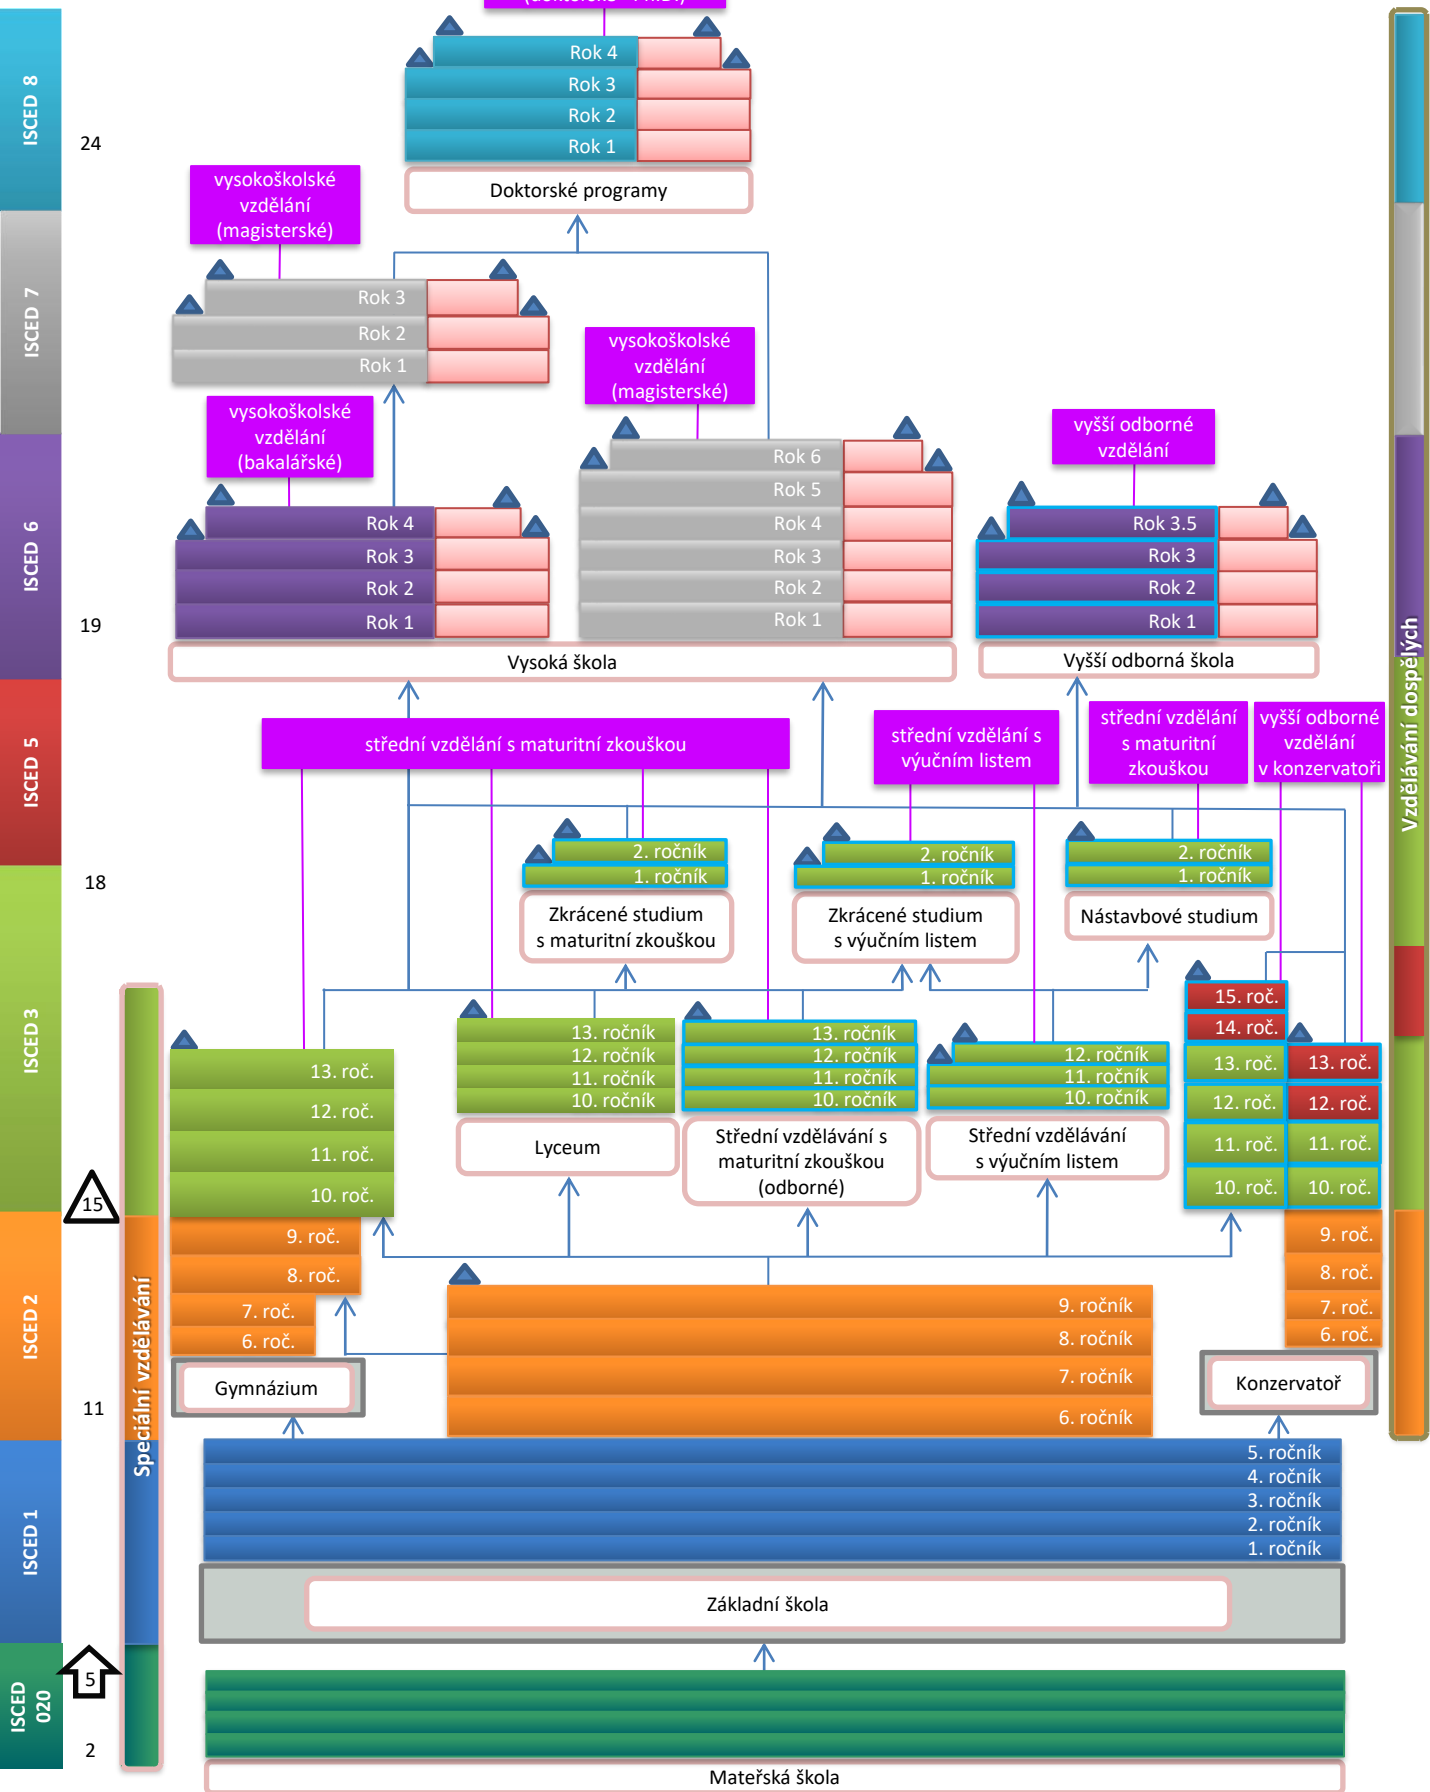 ISCED 8
24
Rok 4
Rok 3
Rok 2
Rok 1
Doktorské programy
vysokoškolské
vzdělání
(magisterské)
ISCED 7
Rok 3
Rok 2
Rok 1
vysokoškolské
vzdělání
(magisterské)
vysokoškolské
vzdělání
(bakalářské)
vyšší odborné
vzdělání
ISCED 6
19
Rok 4
Rok 3
Rok 2
Rok 1
Rok 6
Rok 5
Rok 4
Rok 3
Rok 2
Rok 1
Rok 3.5
Rok 3
Rok 2
Rok 1
Vysoká škola
Vyšší odborná škola
Vzdělávání dospělých
ISCED 5
střední vzdělání s maturitní zkouškou
střední vzdělání s
výučním listem
střední vzdělání
s maturitní
zkouškou
vyšší odborné
vzdělání
v konzervatoři
18
2. ročník
1. ročník
Zkrácené studium
s maturitní zkouškou
2. ročník
1. ročník
Zkrácené studium
s výučním listem
2. ročník
1. ročník
Nástavbové studium
ISCED 3
13. roč.
12. roč.
11. roč.
10. roč.
9. roč.
8. roč.
7. roč.
6. roč.
Gymnázium
13. ročník
12. ročník
11. ročník
10. ročník
Lyceum
13. ročník
12. ročník
11. ročník
10. ročník
Střední vzdělávání s
maturitní zkouškou
(odborné)
12. ročník
11. ročník
10. ročník
Střední vzdělávání
s výučním listem
15. roč.
14. roč.
13. roč.
12. roč.
11. roč.
10. roč.
13. roč.
12. roč.
11. roč.
10. roč.
9. roč.
8. roč.
7. roč.
6. roč.
Konzervatoř
15
ISCED 2
Speciální vzdělávání
11
9. ročník
8. ročník
7. ročník
6. ročník
ISCED 1
5. ročník
4. ročník
3. ročník
2. ročník
1. ročník
Základní škola
5
ISCED
020
2
Mateřská škola